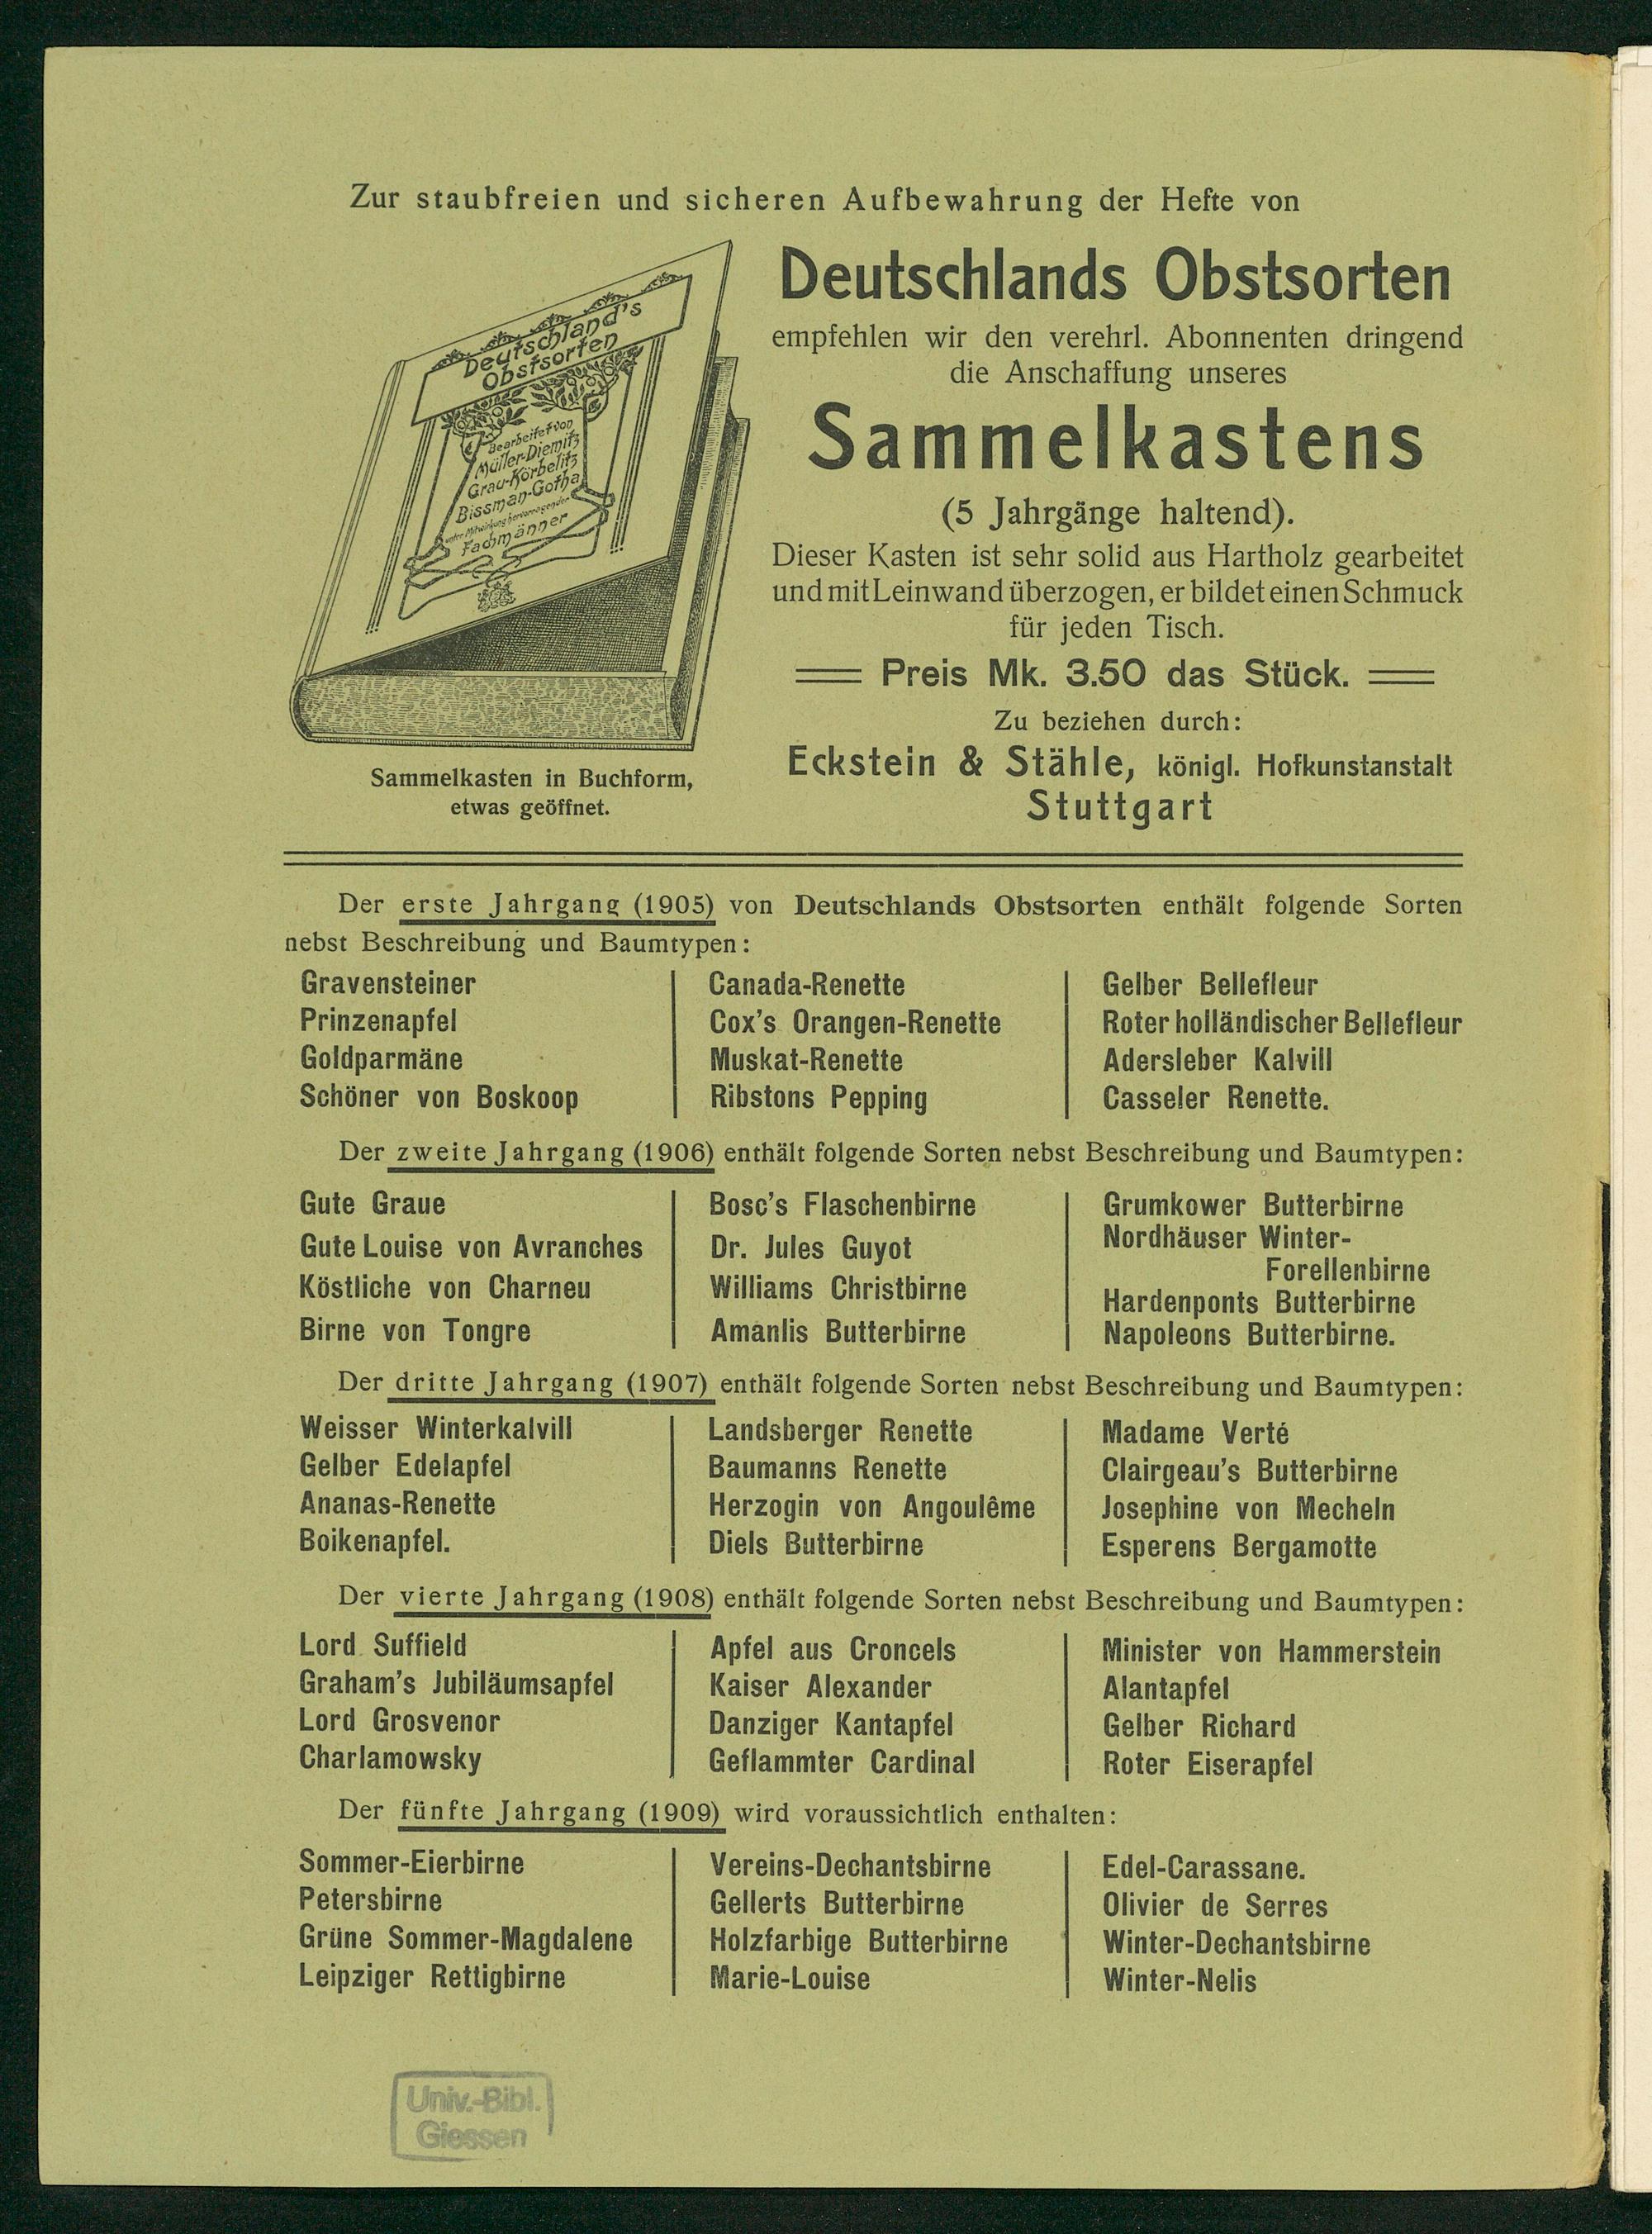 Zur staubfreien und sicheren Aufbewahrung der Hefte von
Deutschland's
Obstsorten
Bearbeitet von
Müller-Diemitz
Grau-Körbelitz
Bissman-Gotha
unter Mitwirkung hervorragender
Fachmänner
Sammelkasten in Buchform,
etwas geöffnet.
Deutschlands Obstsorten
empfehlen wir den verehrl. Abonnenten dringend
die Anschaffung unseres
Sammelkastens
(5 Jahrgänge haltend).
Dieser Kasten ist sehr solid aus Hartholz gearbeitet
und mit Leinwand überzogen, er bildet einen Schmuck
für jeden Tisch.
Preis Mk. 3.50 das Stück.
Zu beziehen durch:
Eckstein & Stähle, königl. Hofkunstanstalt
Stuttgart
Der erste Jahrgang (1905) von Deutschlands Obstsorten enthält folgende Sorten
nebst Beschreibung und Baumtypen:
Gravensteiner
Prinzenapfel
Goldparmäne
Schöner von Boskoop
Canada-Renette
Cox's Orangen-Renette
Muskat-Renette
Ribstons Pepping
Gelber Bellefleur
Roter holländischer Bellefleur
Adersleber Kalvill
Casseler Renette.
Der zweite Jahrgang (1906) enthält folgende Sorten nebst Beschreibung und Baumtypen:
Gute Graue
Gute Louise von Avranches
Köstliche von Charneu
Birne von Tongre
Bosc's Flaschenbirne
Dr. Jules Guyot
Williams Christbirne
Amanlis Butterbirne
Grumkower Butterbirne
Nordhäuser Winter-
Forellenbirne
Hardenponts Butterbirne
Napoleons Butterbirne.
Der dritte Jahrgang (1907) enthält folgende Sorten nebst Beschreibung und Baumtypen:
Weisser Winterkalvill
Gelber Edelapfel
Ananas-Renette
Boikenapfel.
Landsberger Renette
Baumanns Renette
Herzogin von Angoulême
Diels Butterbirne
Madame Verté
Clairgeau's Butterbirne
Josephine von Mecheln
Esperens Bergamotte
Der vierte Jahrgang (1908) enthält folgende Sorten nebst Beschreibung und Baumtypen:
Lord Suffield
Graham's Jubiläumsapfel
Lord Grosvenor
Charlamowsky
Apfel aus Croncels
Kaiser Alexander
Danziger Kantapfel
Geflammter Cardinal
Minister von Hammerstein
Alantapfel
Gelber Richard
Roter Eiserapfel
Der fünfte Jahrgang (1909) wird voraussichtlich enthalten:
Sommer-Eierbirne
Petersbirne
Grüne Sommer-Magdalene
Leipziger Rettigbirne
Vereins-Dechantsbirne
Gellerts Butterbirne
Holzfarbige Butterbirne
Marie-Louise
Edel-Carassane.
Olivier de Serres
Winter-Dechantsbirne
Winter-Nelis
Univ.-Bibl.
Giessen